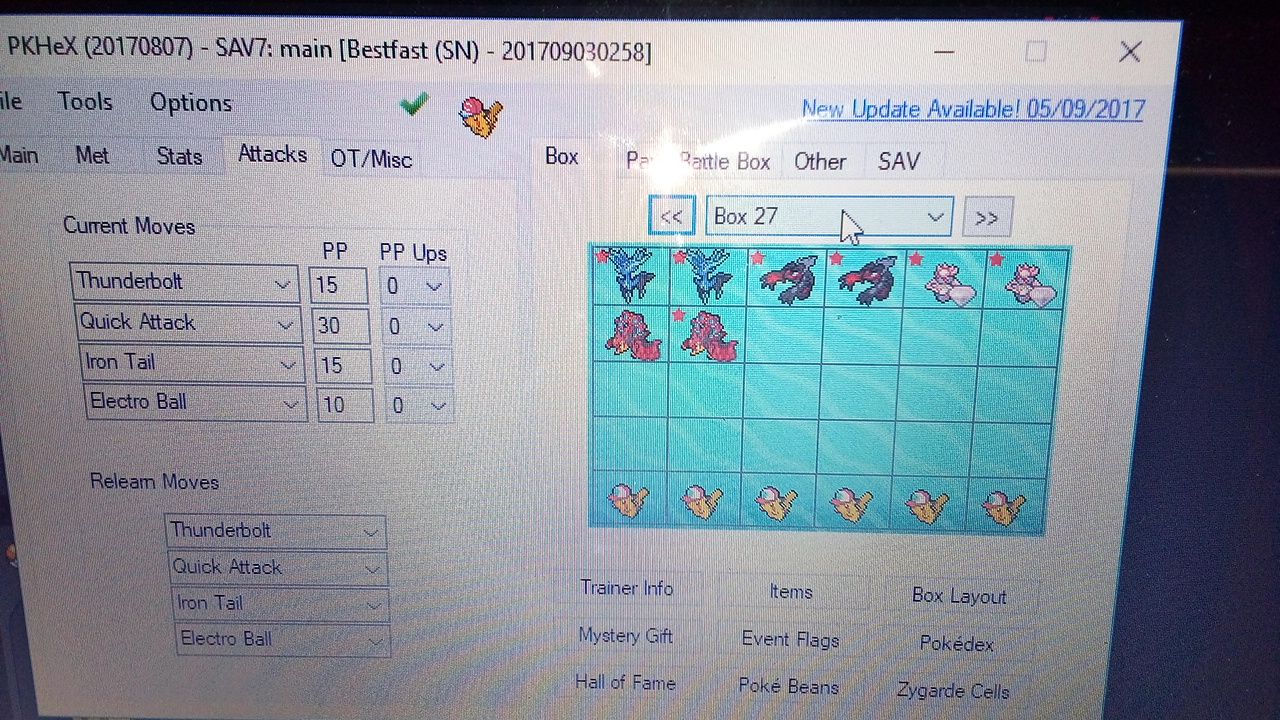 PKHeX (20170807) - SAV7: main [Bestfast (SN) - 201709030258]
ile Tools Options
New Update Available! 05/09/2017
Main Met Stats Attacks OT/Misc
Box Battle Box Other SAV
<< Box 27 >>
Current Moves
PP PP Ups
Thunderbolt 15 0
Quick Attack 30 0
Iron Tail 15 0
Electro Ball 10 0
Relearn Moves
Thunderbolt
Quick Attack
Iron Tail
Electro Ball
Trainer Info Items Box Layout
Mystery Gift Event Flags Pokédex
Hall of Fame Poké Beans Zygarde Cells